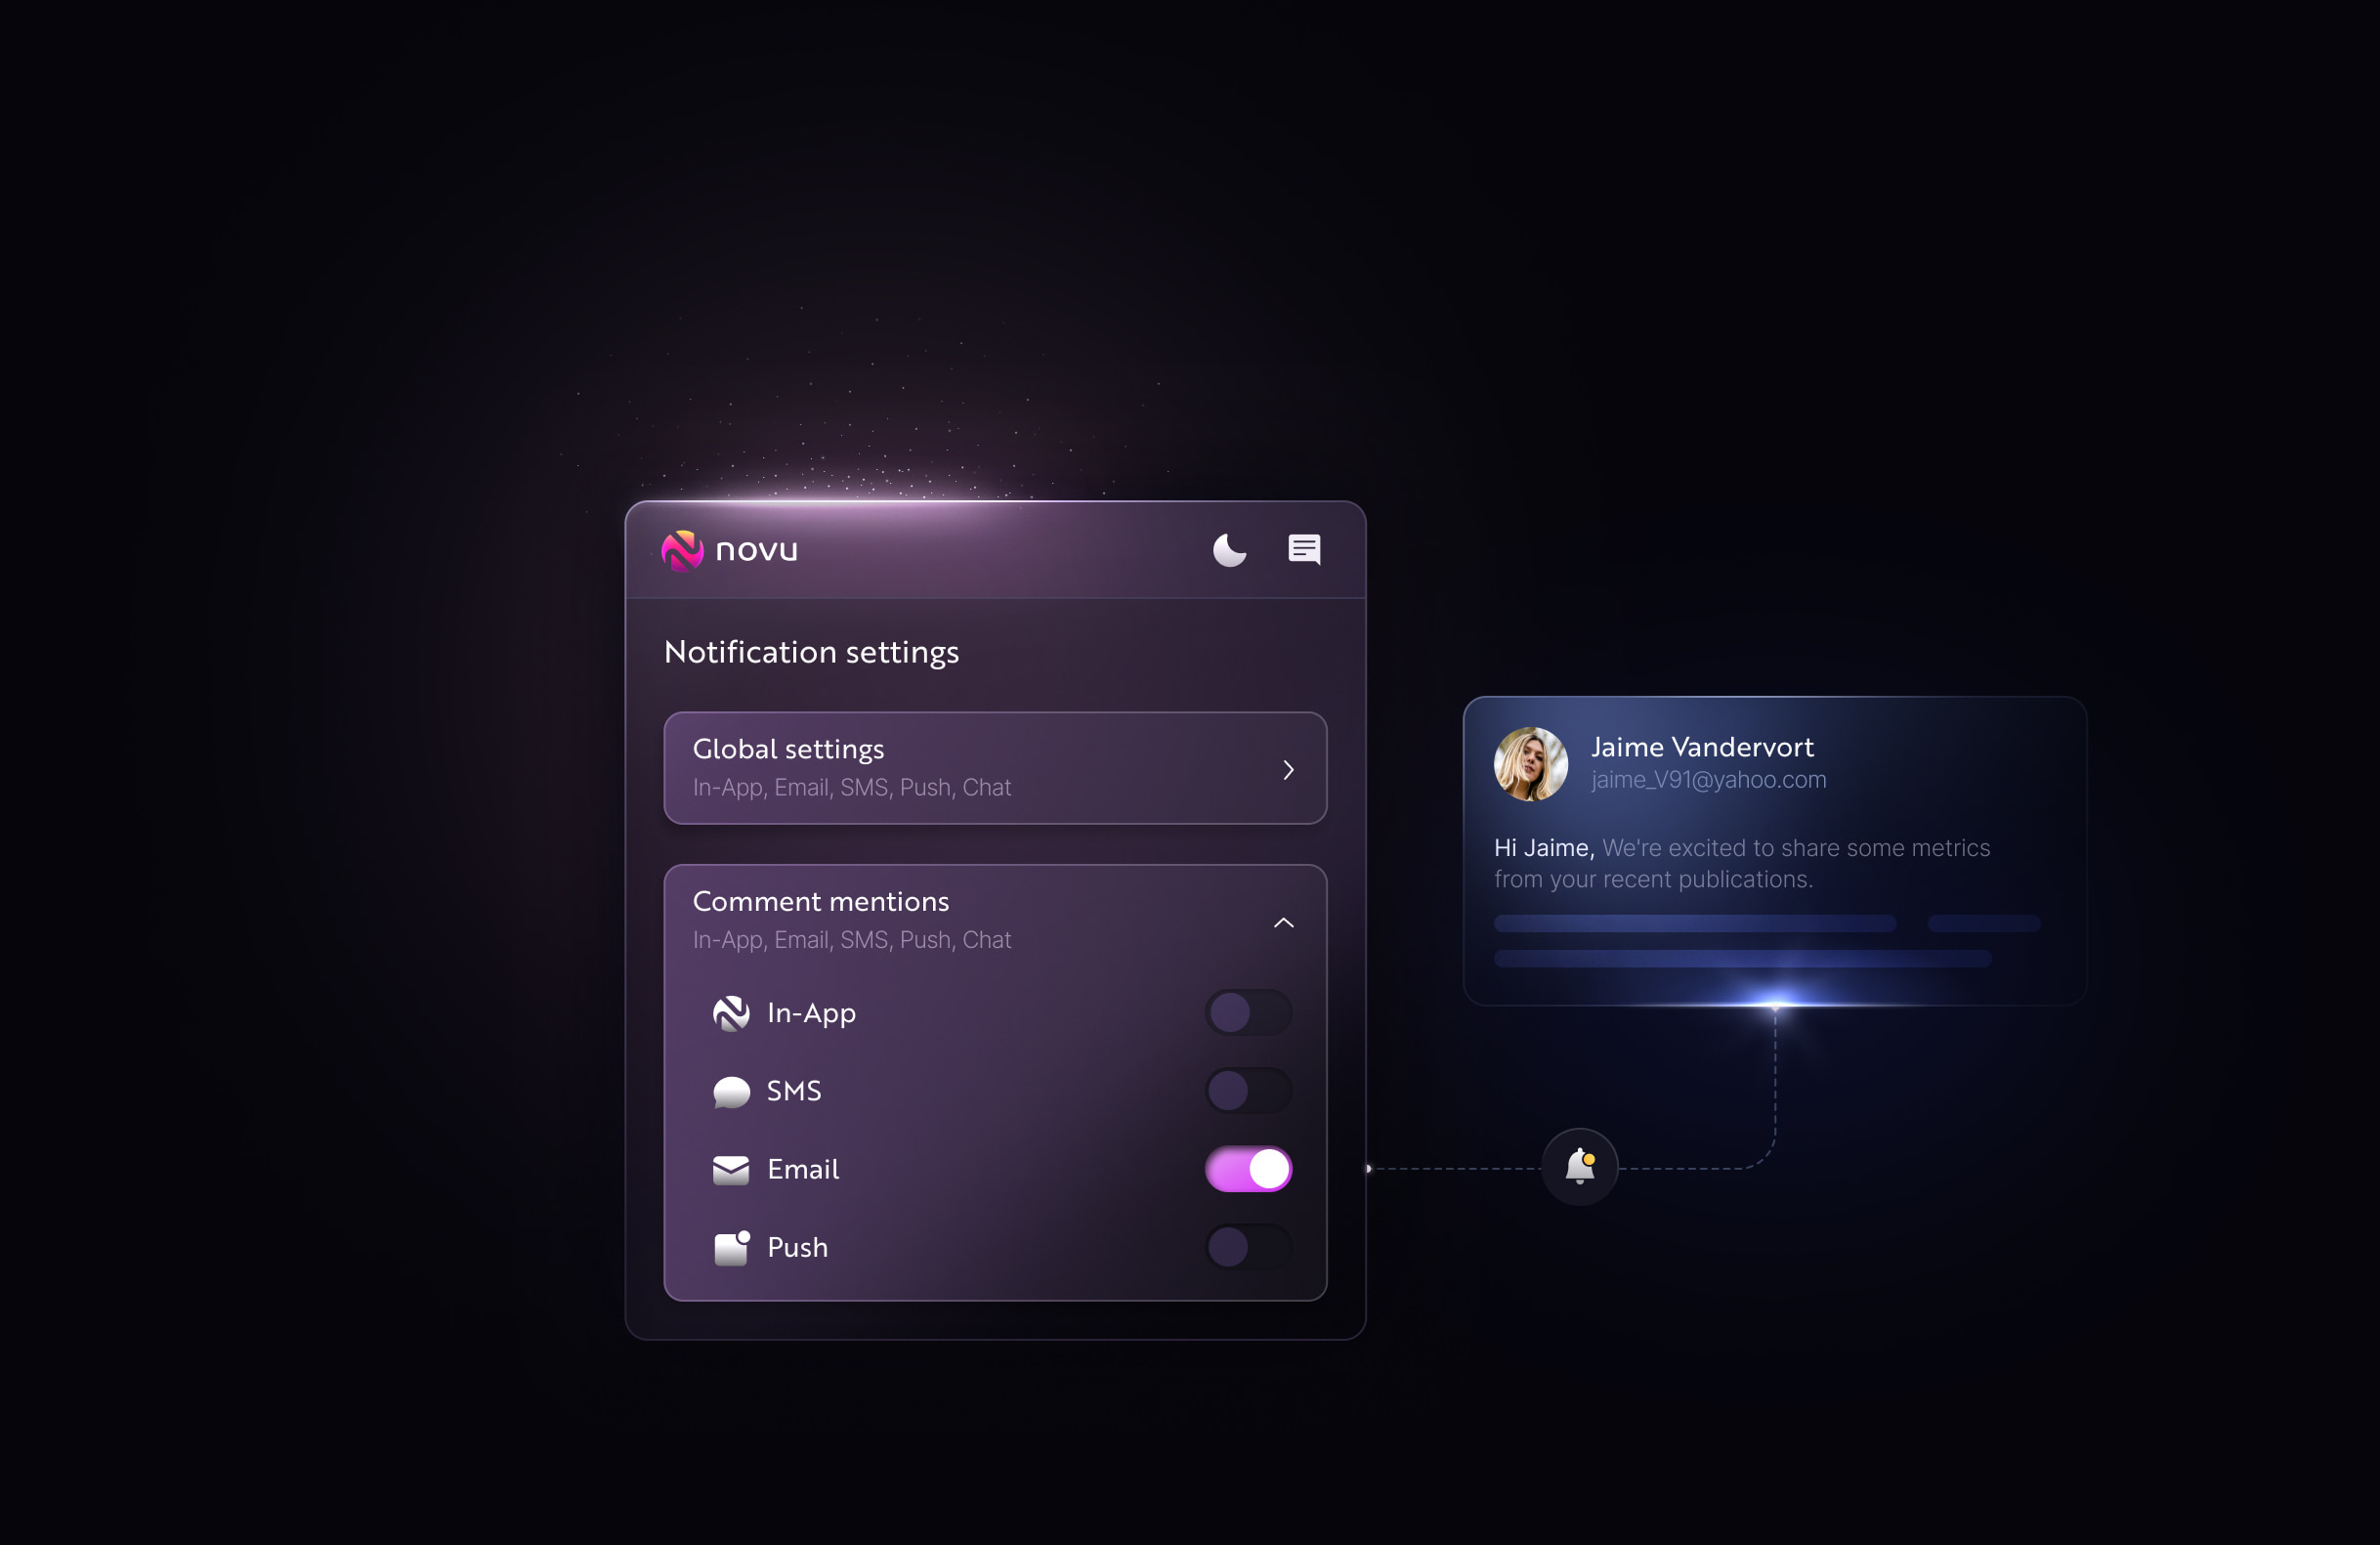 novu
Notification settings
Global settings
In-App, Email, SMS, Push, Chat
Comment mentions
In-App, Email, SMS, Push, Chat
In-App
SMS
Email
Push
Jaime Vandervort
jaime_V91@yahoo.com
Hi Jaime, We're excited to share some metrics
from your recent publications.